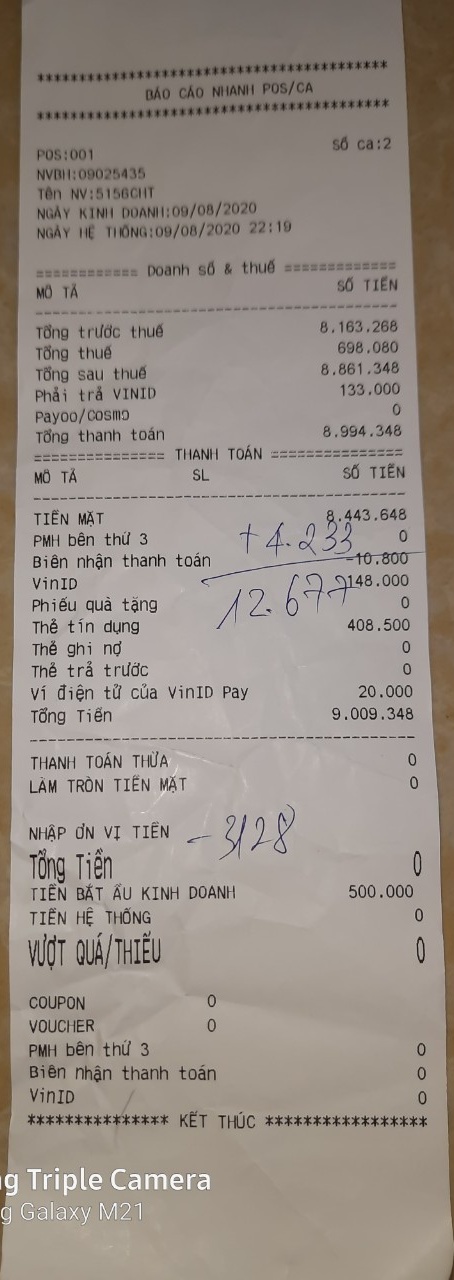 ******************************************
BÁO CÁO NHANH POS/CA
******************************************
Số ca:2
POS:001
NVBH:09025435
Tên NV:5156CHT
NGÀY KINH DOANH:09/08/2020
NGÀY HỆ THỐNG:09/08/2020 22:19
============ Doanh số & thuế =============
MÔ TẢ SỐ TIỀN
Tổng trước thuế 8.163.268
Tổng thuế 698.080
Tổng sau thuế 8.861.348
Phải trả VINID 133.000
Payoo/Cosmo 0
Tổng thanh toán 8.994.348
=============== THANH TOÁN ===============
MÔ TẢ SL SỐ TIỀN
TIỀN MẶT 8.443.648
+ 4.233
PMH bên thứ 3 0
Biên nhận thanh toán -10.800
VinID 148.000
12.677
Phiếu quà tặng 0
Thẻ tín dụng 408.500
Thẻ ghi nợ 0
Thẻ trả trước 0
Ví điện tử của VinID Pay 20.000
Tổng Tiền 9.009.348
THANH TOÁN THỪA 0
LÀM TRÒN TIỀN MẶT 0
NHẬP ƠN VỊ TIỀN - 3128
Tổng Tiền 0
TIỀN BẮT ẦU KINH DOANH 500.000
TIỀN HỆ THỐNG 0
VƯỢT QUÁ/THIẾU 0
COUPON 0
VOUCHER 0
PMH bên thứ 3 0
Biên nhận thanh toán 0
VinID 0
*************** KẾT THÚC *****************
ng Triple Camera
g Galaxy M21